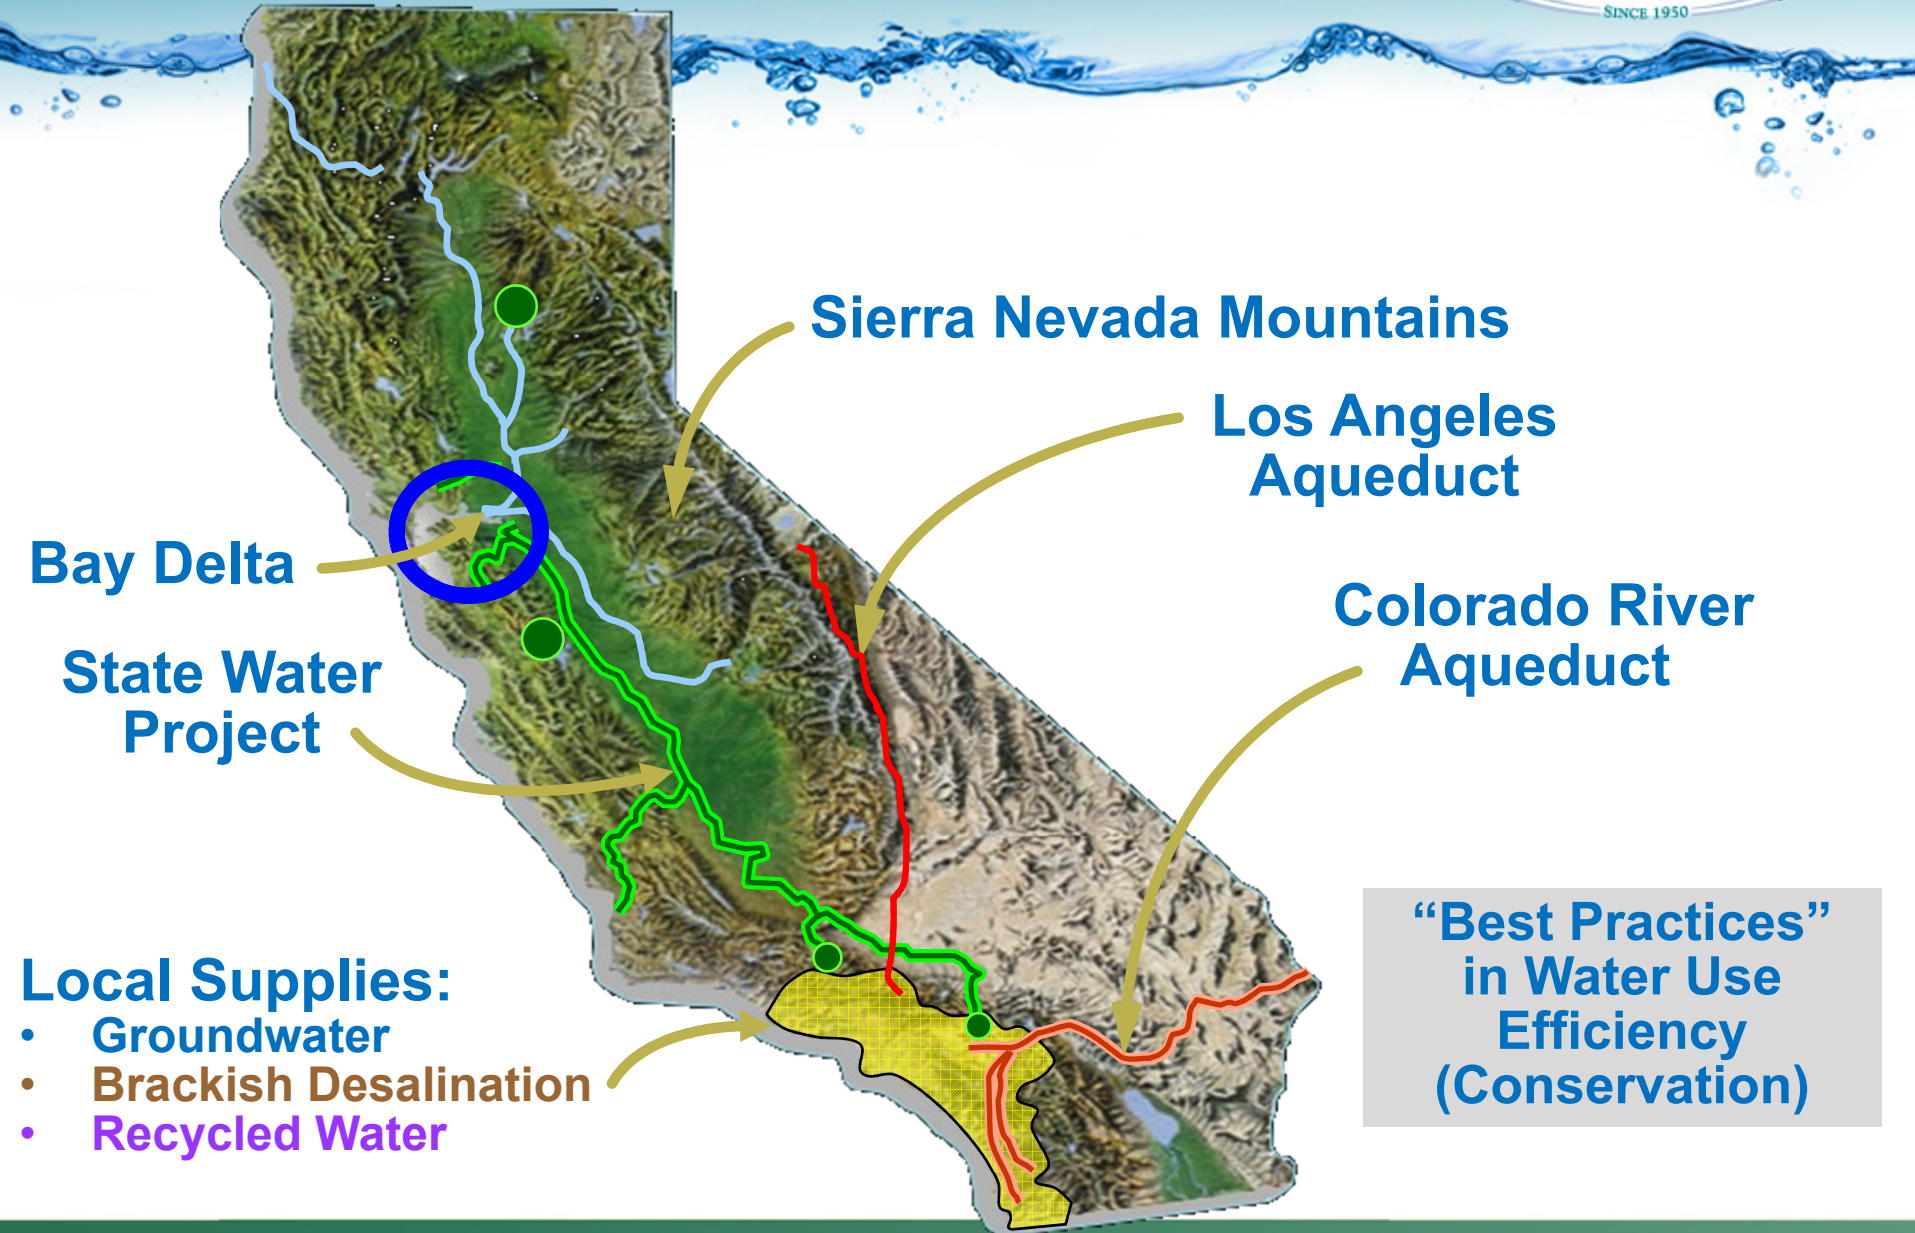 SINCE 1950
Sierra Nevada Mountains
Los Angeles
Aqueduct
Bay Delta
Colorado River
Aqueduct
State Water
Project
“Best Practices”
in Water Use
Efficiency
(Conservation)
Local Supplies:
• Groundwater
• Brackish Desalination
• Recycled Water